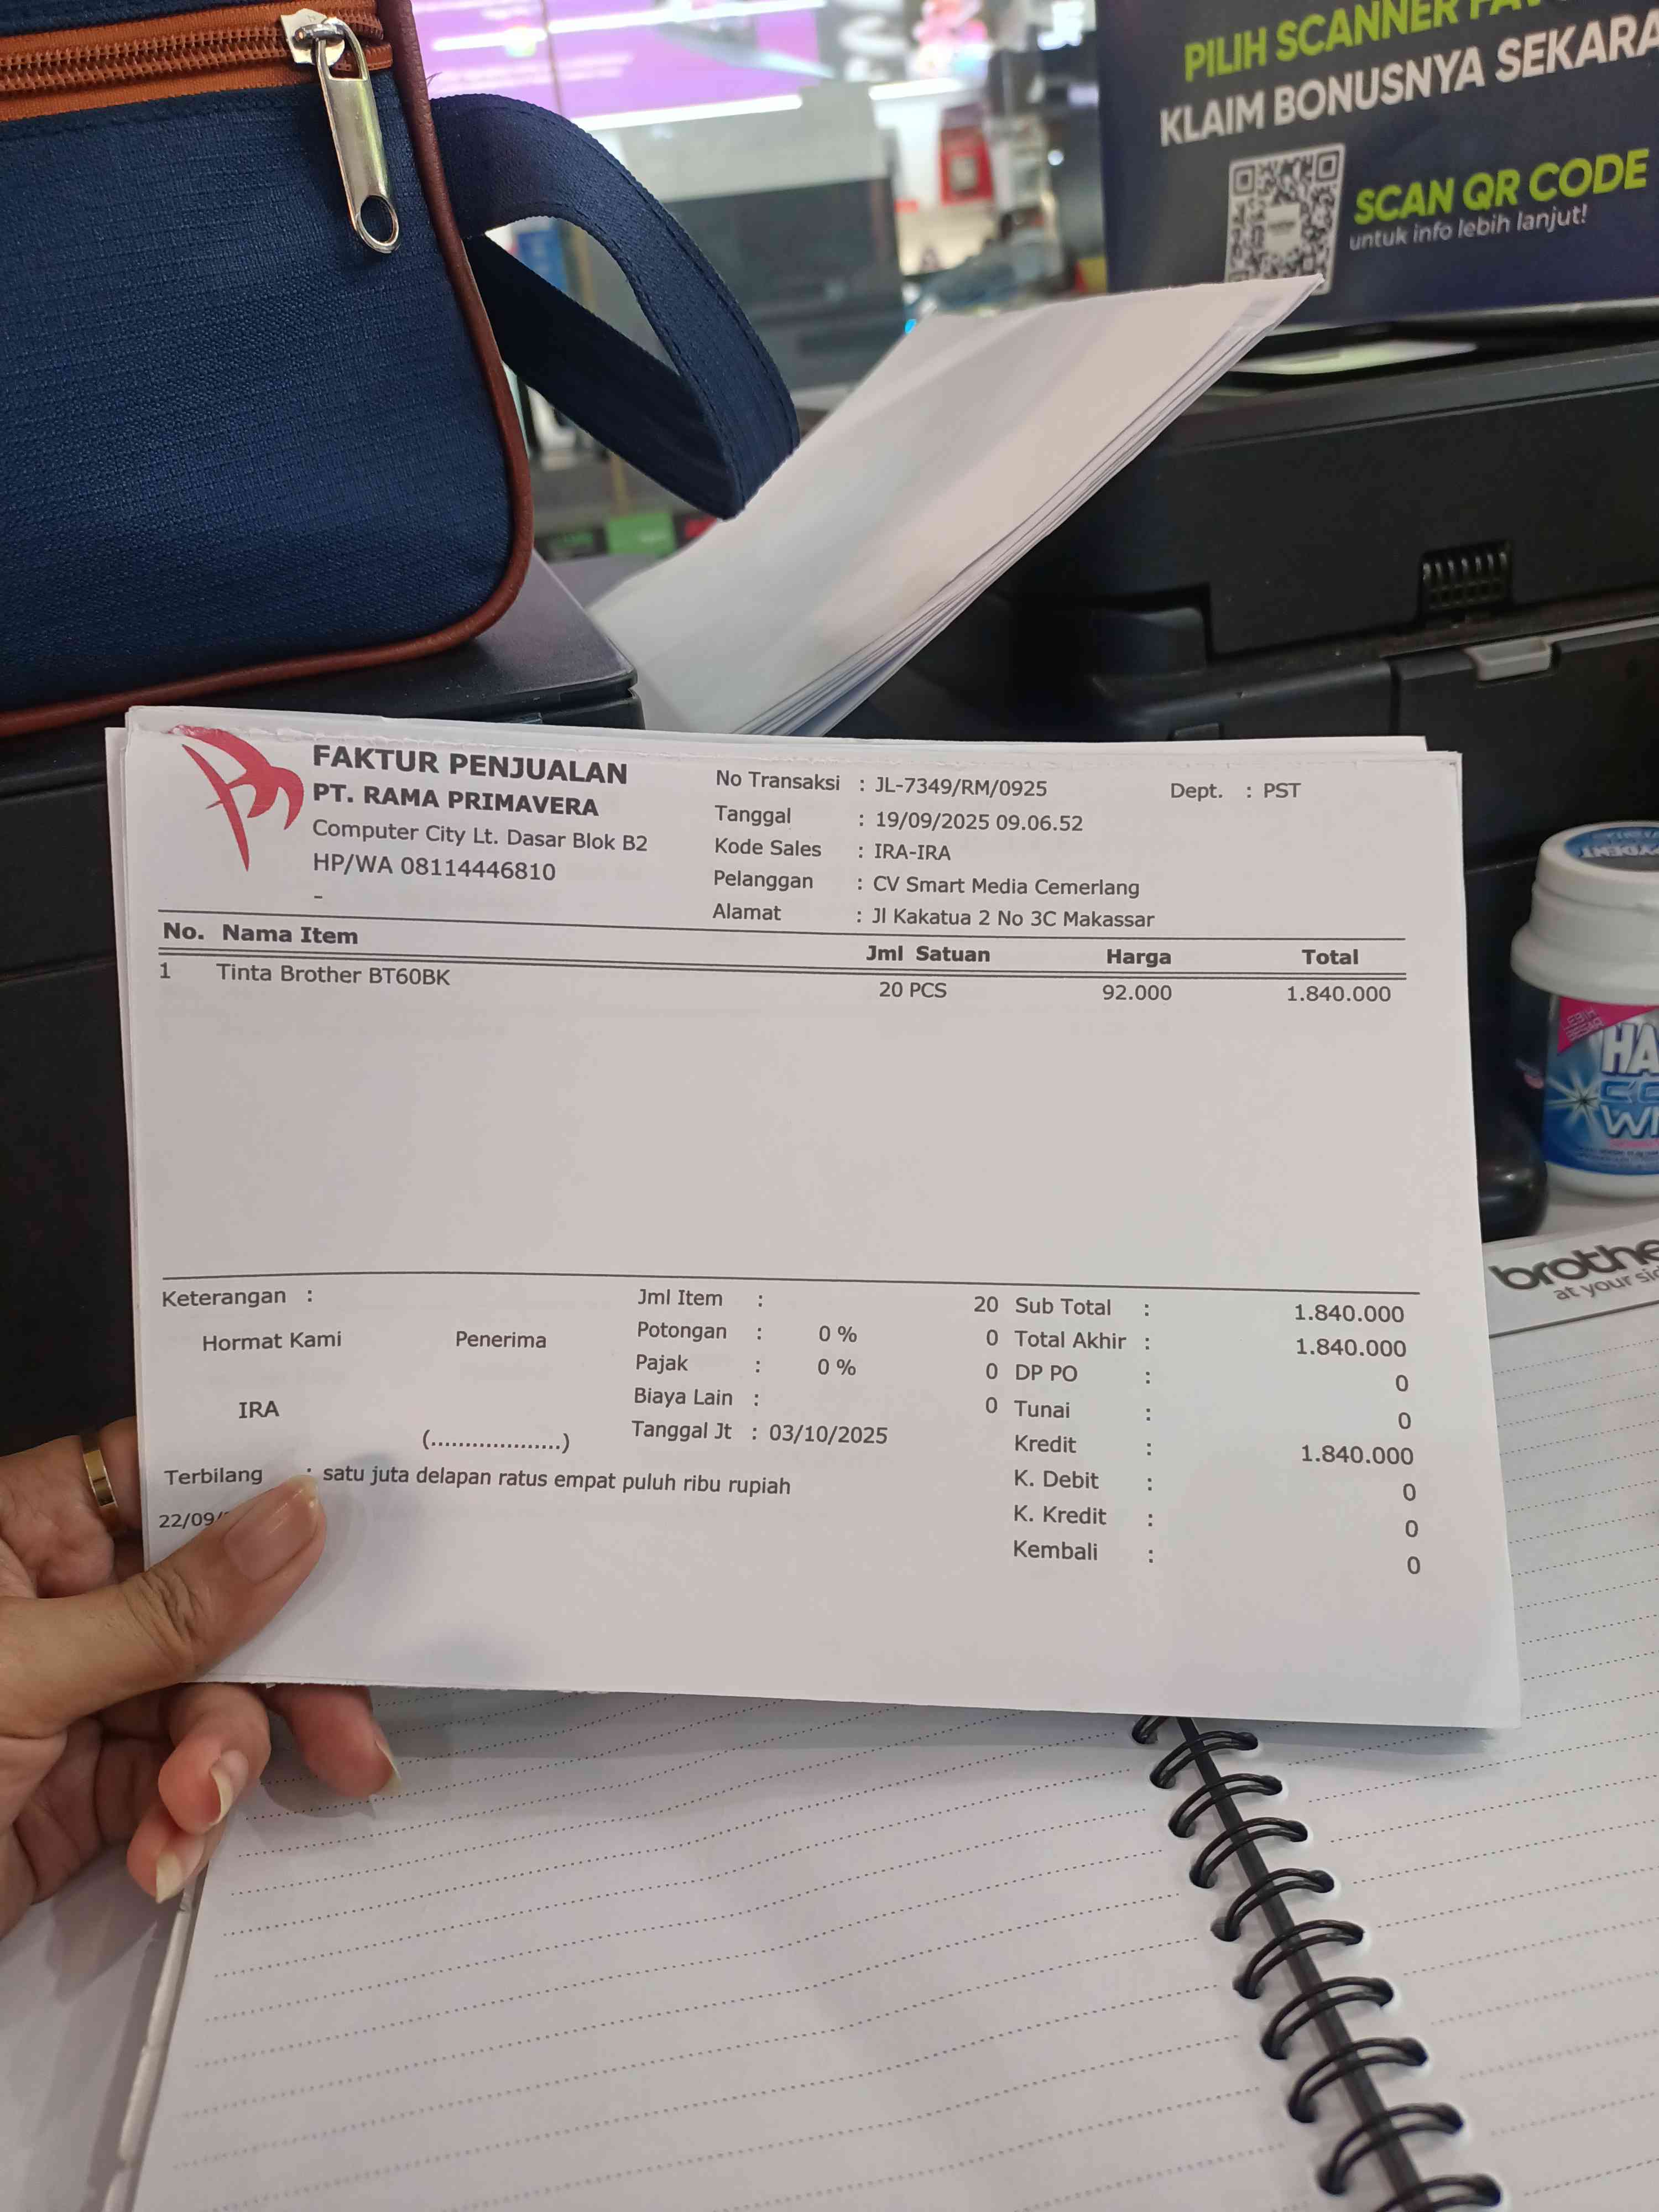 PILIH SCANNER
KLAIM BONUSNYA
SCAN QR CODE
untuk info lebih lanjut!
FAKTUR PENJUALAN
PT. RAMA PRIMAVERA
Computer City Lt. Dasar Blok B2
HP/WA 08114446810
-
No Transaksi : JL-7349/RM/0925 Dept. : PST
Tanggal : 19/09/2025 09.06.52
Kode Sales : IRA-IRA
Pelanggan : CV Smart Media Cemerlang
Alamat : Jl Kakatua 2 No 3C Makassar
No. Nama Item Jml Satuan Harga Total
1 Tinta Brother BT60BK 20 PCS 92.000 1.840.000
Keterangan :
Hormat Kami Penerima
IRA
(...................)
Jml Item : 20
Potongan : 0 % 0
Pajak : 0 % 0
Biaya Lain : 0
Tanggal Jt : 03/10/2025
Sub Total : 1.840.000
Total Akhir : 1.840.000
DP PO : 0
Tunai : 0
Kredit : 1.840.000
K. Debit : 0
K. Kredit : 0
Kembali : 0
Terbilang : satu juta delapan ratus empat puluh ribu rupiah
22/09/
LEBIH
BESAR
at your